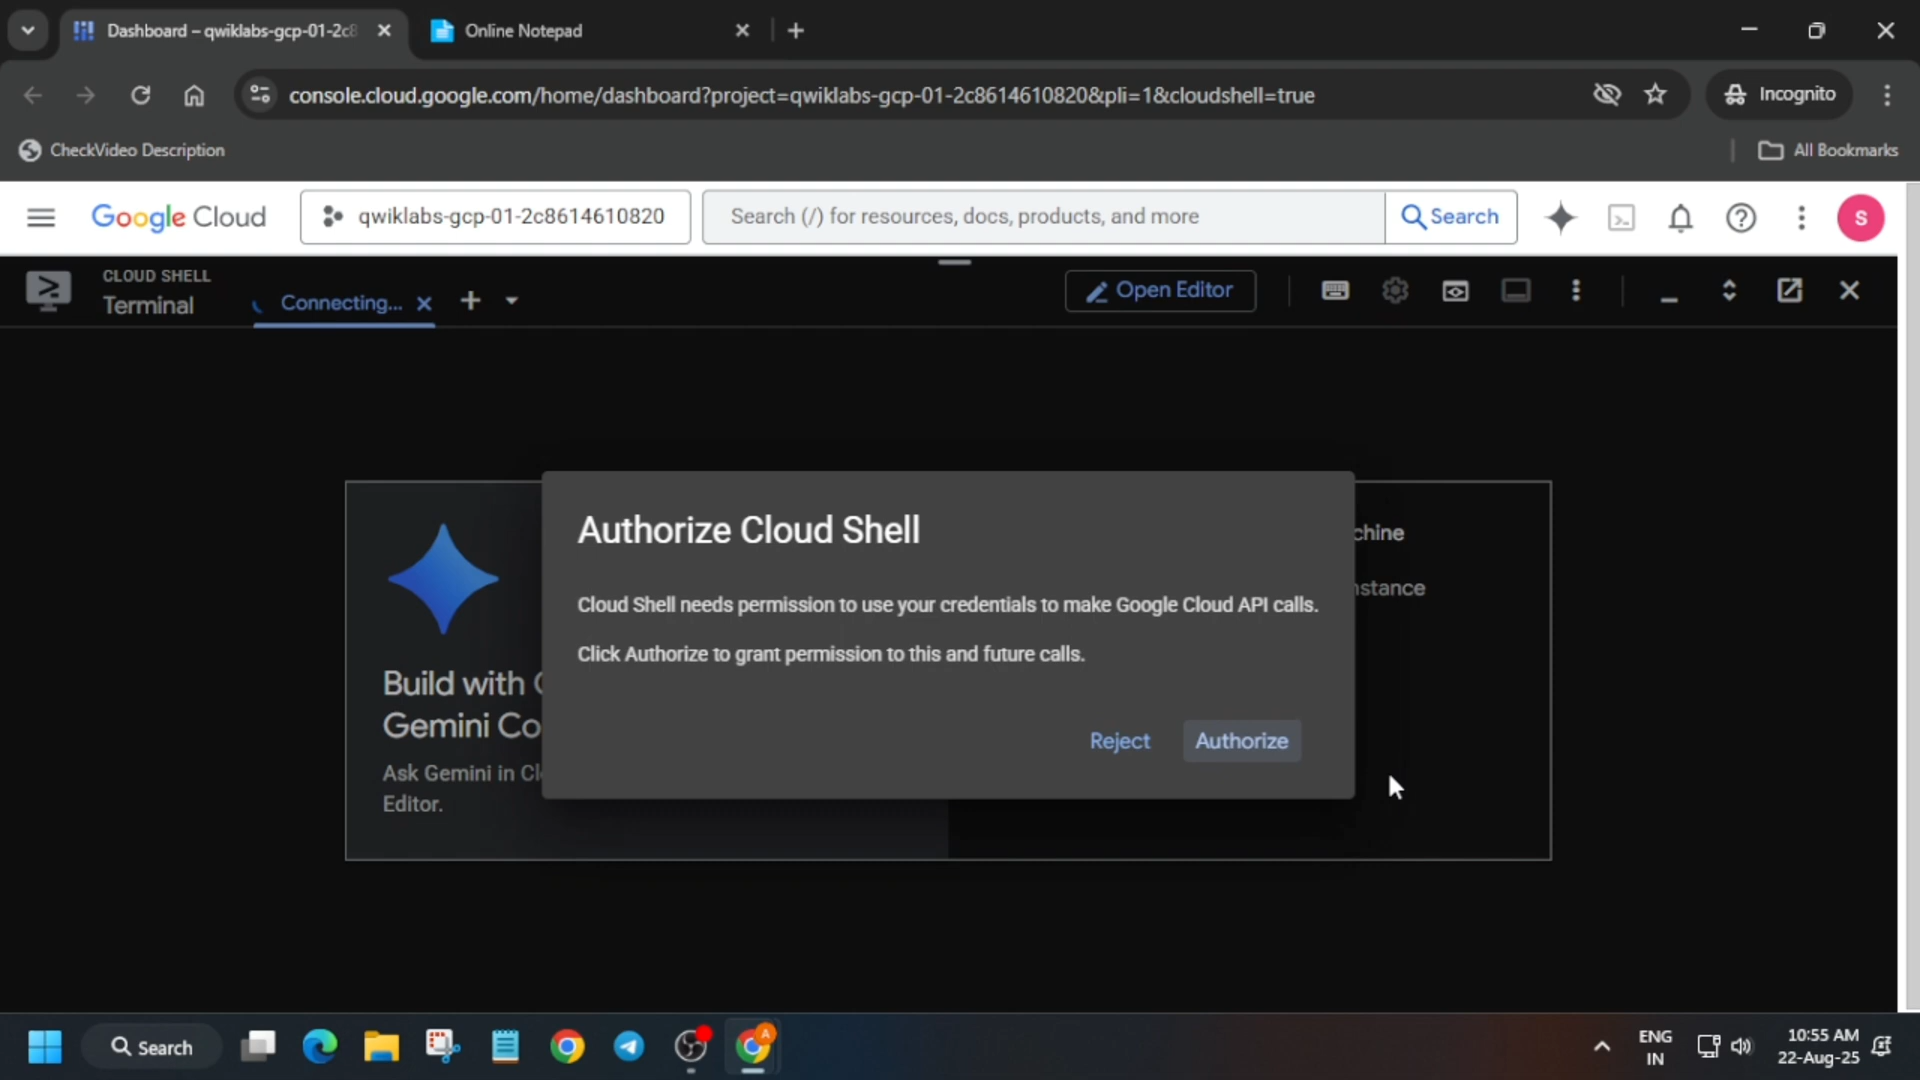 Dashboard – qwiklabs-gcp-01-2c8
Online Notepad
console.cloud.google.com/home/dashboard?project=qwiklabs-gcp-01-2c8614610820&pli=1&cloudshell=true
Incognito
CheckVideo Description
All Bookmarks
Google Cloud
qwiklabs-gcp-01-2c8614610820
Search (/) for resources, docs, products, and more
Search
S
CLOUD SHELL
Terminal
Connecting...
Open Editor
Authorize Cloud Shell
chine
Cloud Shell needs permission to use your credentials to make Google Cloud API calls.
nstance
Click Authorize to grant permission to this and future calls.
Build with
Gemini Co
Reject
Authorize
Ask Gemini in Cl
Editor.
Search
A
ENG
IN
10:55 AM
22-Aug-25